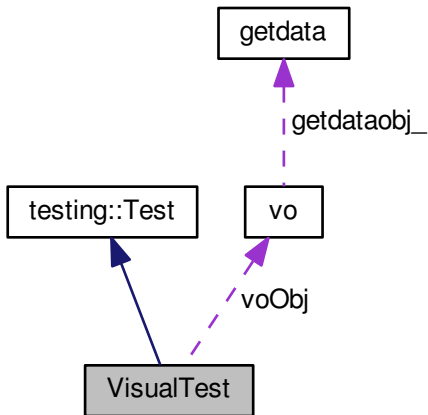 getdata
getdataobj_
testing::Test
vo
voObj
VisualTest